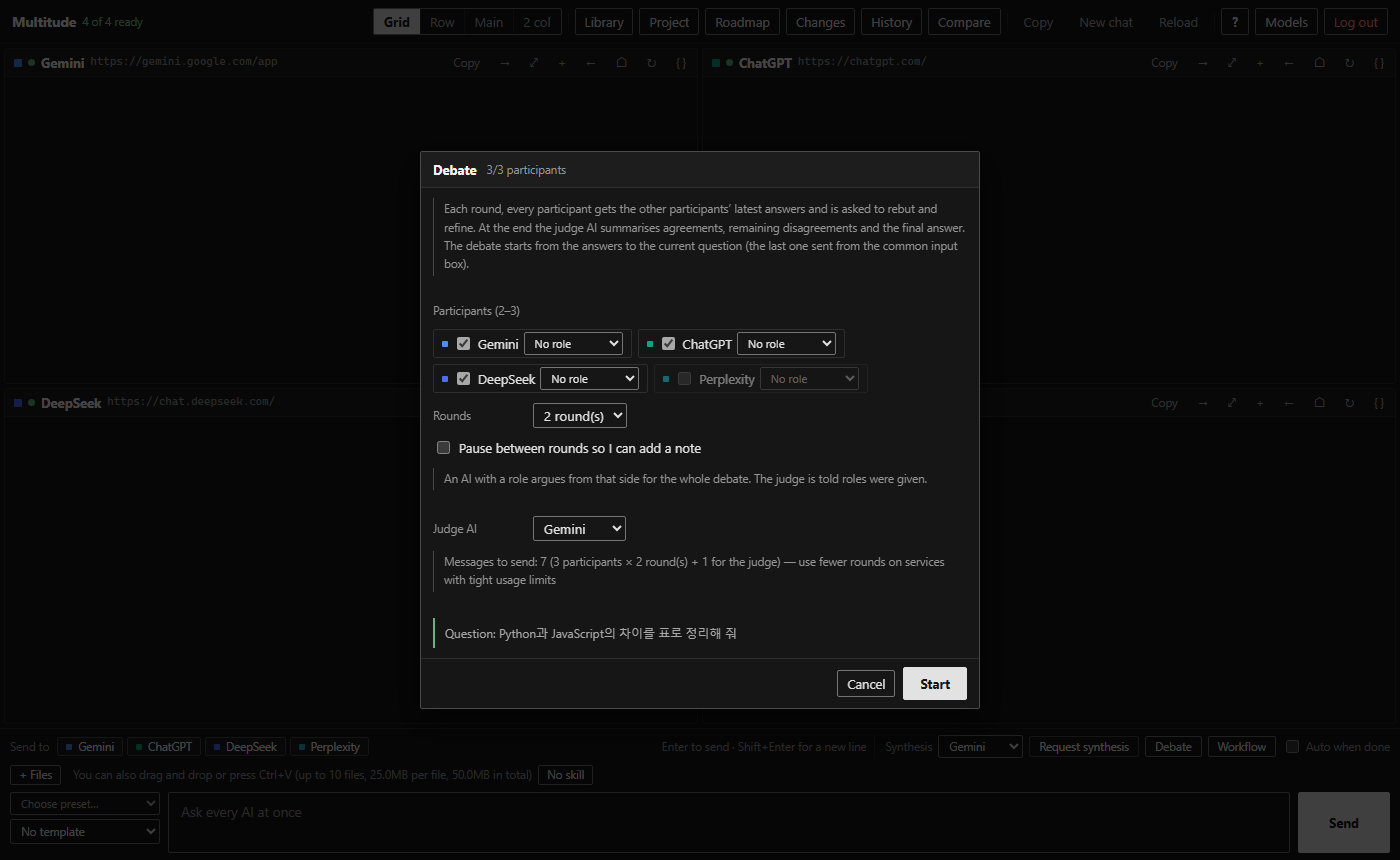 Multitude 4 of 4 ready
Grid Row Main 2 col Library Project Roadmap Changes History Compare Copy New chat Reload ? Models Log out
Gemini https://gemini.google.com/app Copy → ⤢ + ← ↻ { }
ChatGPT https://chatgpt.com/ Copy → ⤢ + ← ↻ { }
Debate 3/3 participants
Each round, every participant gets the other participants’ latest answers and is asked to rebut and
refine. At the end the judge AI summarises agreements, remaining disagreements and the final answer.
The debate starts from the answers to the current question (the last one sent from the common input
box).
Participants (2–3)
Gemini No role ChatGPT No role
DeepSeek No role Perplexity No role
DeepSeek https://chat.deepseek.com/ Copy → ⤢ + ← ↻ { }
Rounds 2 round(s)
Pause between rounds so I can add a note
An AI with a role argues from that side for the whole debate. The judge is told roles were given.
Judge AI Gemini
Messages to send: 7 (3 participants × 2 round(s) + 1 for the judge) — use fewer rounds on services
with tight usage limits
Question: Python과 JavaScript의 차이를 표로 정리해 줘
Cancel Start
Send to Gemini ChatGPT DeepSeek Perplexity Enter to send · Shift+Enter for a new line Synthesis Gemini Request synthesis Debate Workflow Auto when done
+ Files You can also drag and drop or press Ctrl+V (up to 10 files, 25.0MB per file, 50.0MB in total) No skill
Choose preset... Ask every AI at once
No template Send